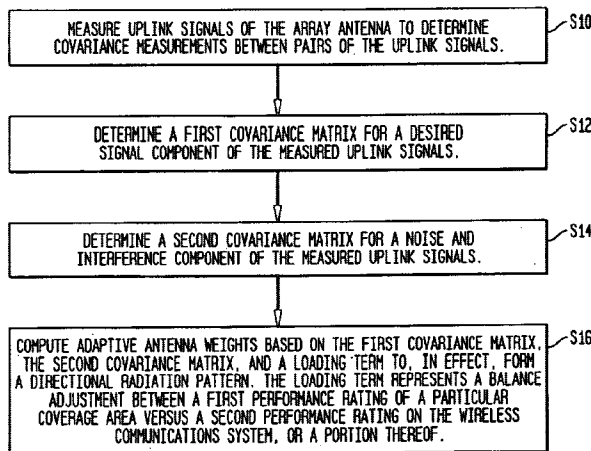 MEASURE UPLINK SIGNALS OF THE ARRAY ANTENNA TO DETERMINE
COVARIANCE MEASUREMENTS BETWEEN PAIRS OF THE UPLINK SIGNALS.
S10
DETERMINE A FIRST COVARIANCE MATRIX FOR A DESIRED
SIGNAL COMPONENT OF THE MEASURED UPLINK SIGNALS.
S12
DETERMINE A SECOND COVARIANCE MATRIX FOR A NOISE AND
INTERFERENCE COMPONENT OF THE MEASURED UPLINK SIGNALS.
S14
COMPUTE ADAPTIVE ANTENNA WEIGHTS BASED ON THE FIRST COVARIANCE MATRIX,
THE SECOND COVARIANCE MATRIX, AND A LOADING TERM TO, IN EFFECT, FORM
A DIRECTIONAL RADIATION PATTERN. THE LOADING TERM REPRESENTS A BALANCE
ADJUSTMENT BETWEEN A FIRST PERFORMANCE RATING OF A PARTICULAR
COVERAGE AREA VERSUS A SECOND PERFORMANCE RATING ON THE WIRELESS
COMMUNICATIONS SYSTEM, OR A PORTION THEREOF.
S16